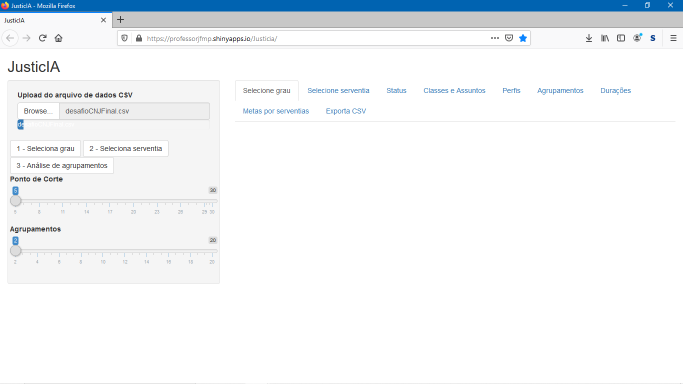 JusticIA - Mozilla Firefox
JusticIA
https://professorjfmp.shinyapps.io/Justicia/
JusticIA
Upload do arquivo de dados CSV
Browse... desafioCNJFinal.csv
1 - Seleciona grau 2 - Seleciona serventia
3 - Análise de agrupamentos
Ponto de Corte
5 30
5 8 11 14 17 20 23 26 29 30
Agrupamentos
2 20
2 4 6 8 10 12 14 16 18 20
Selecione grau Selecione serventia Status Classes e Assuntos Perfis Agrupamentos Durações
Metas por serventias Exporta CSV